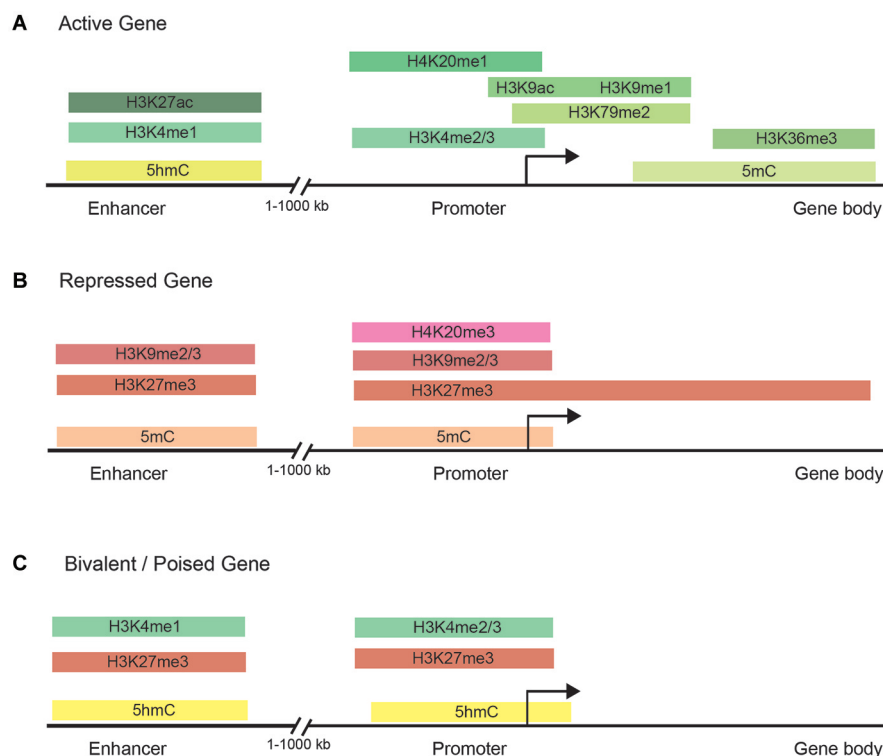 A Active Gene
H4K20me1
H3K9ac H3K9me1
H3K27ac
H3K79me2
H3K4me1
H3K4me2/3
H3K36me3
5hmC
5mC
Enhancer 1-1000 kb Promoter Gene body
B Repressed Gene
H4K20me3
H3K9me2/3
H3K9me2/3
H3K27me3
H3K27me3
5mC
5mC
Enhancer 1-1000 kb Promoter Gene body
C Bivalent / Poised Gene
H3K4me1
H3K4me2/3
H3K27me3
H3K27me3
5hmC
5hmC
Enhancer 1-1000 kb Promoter Gene body